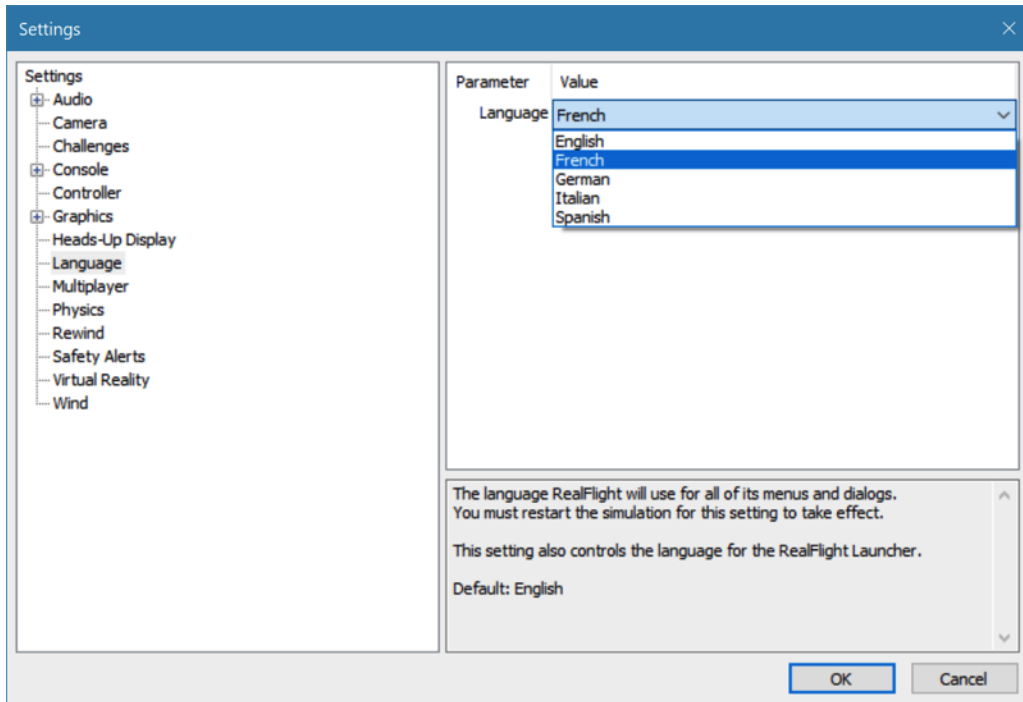 Settings
Settings
Audio
Camera
Challenges
Console
Controller
Graphics
Heads-Up Display
Language
Multiplayer
Physics
Rewind
Safety Alerts
Virtual Reality
Wind
Parameter Value
Language French
English
French
German
Italian
Spanish
The language RealFlight will use for all of its menus and dialogs.
You must restart the simulation for this setting to take effect.
This setting also controls the language for the RealFlight Launcher.
Default: English
OK Cancel